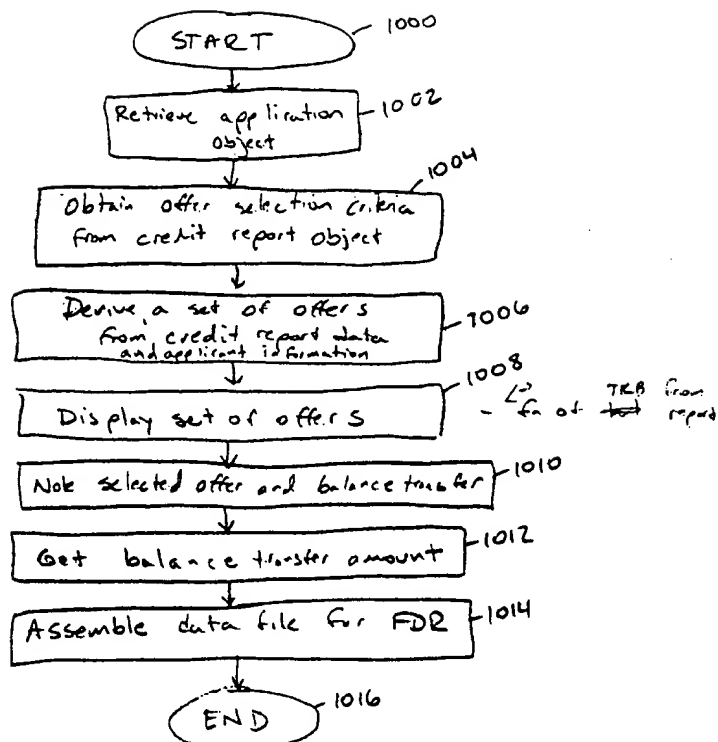 START
1000
Retrieve application
object
1002
Obtain offer selection criteria
from credit report object
1004
Derive a set of offers
from credit report data
and applicant information
1006
Display set of offers
1008
- fn of TRB from
report
Note selected offer and balance transfer
1010
Get balance transfer amount
1012
Assemble data file for FDR
1014
END
1016